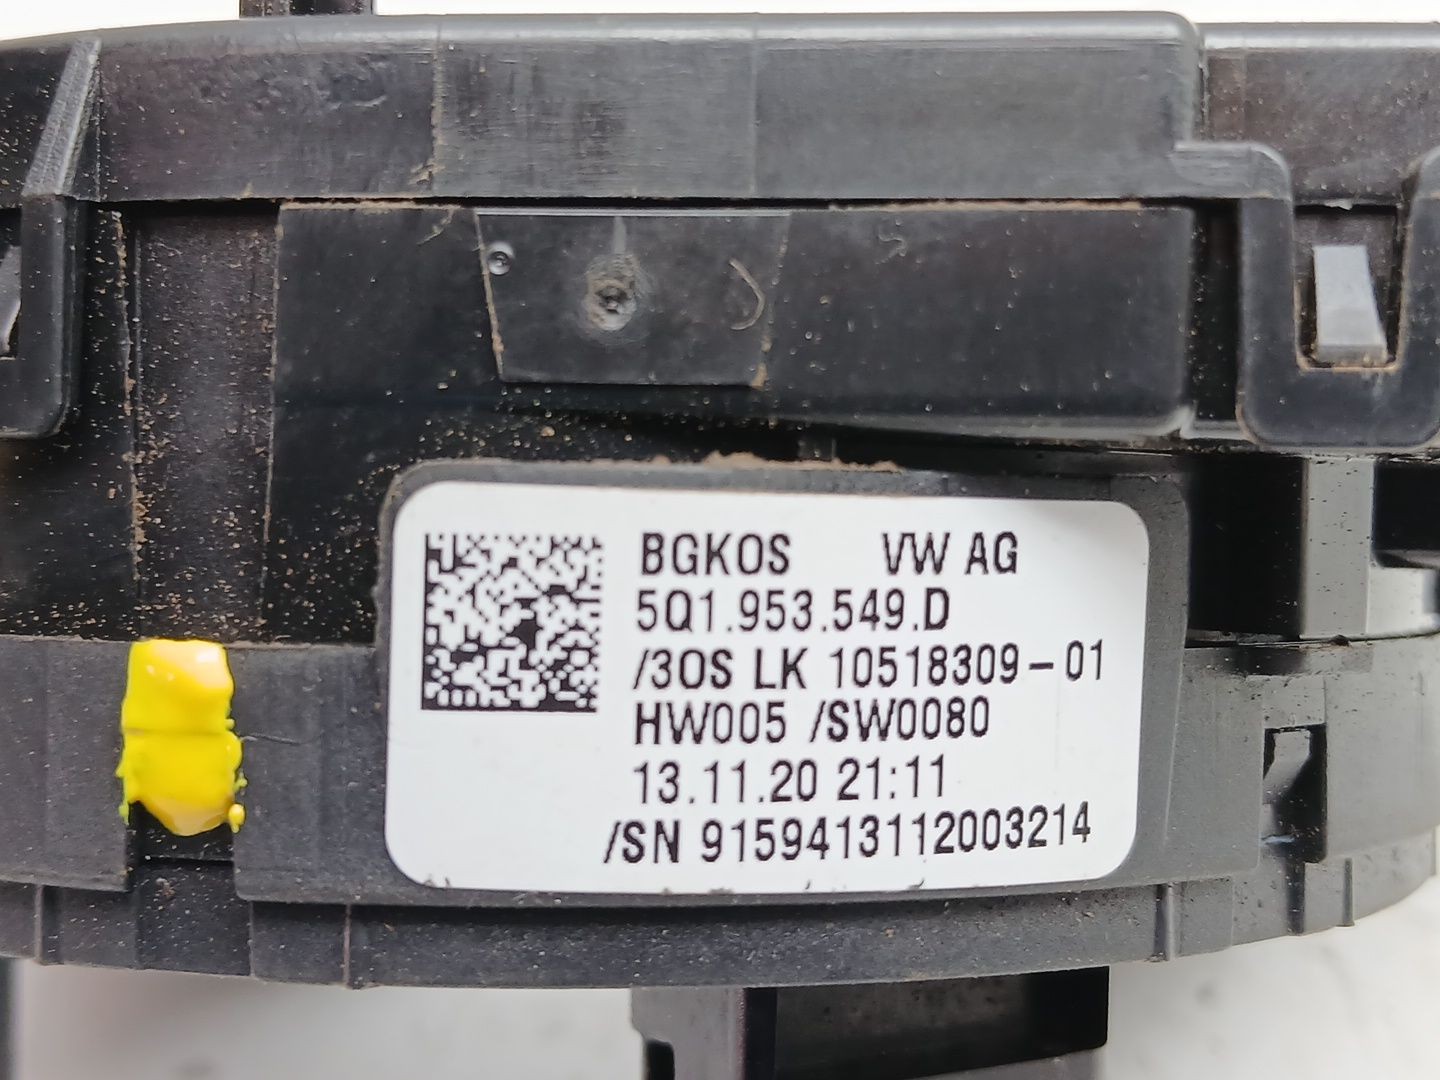 BGKOS VW AG
5Q1.953.549.D
/3OS LK 10518309-01
HW005 /SW0080
13.11.20 21:11
/SN 9159413112003214